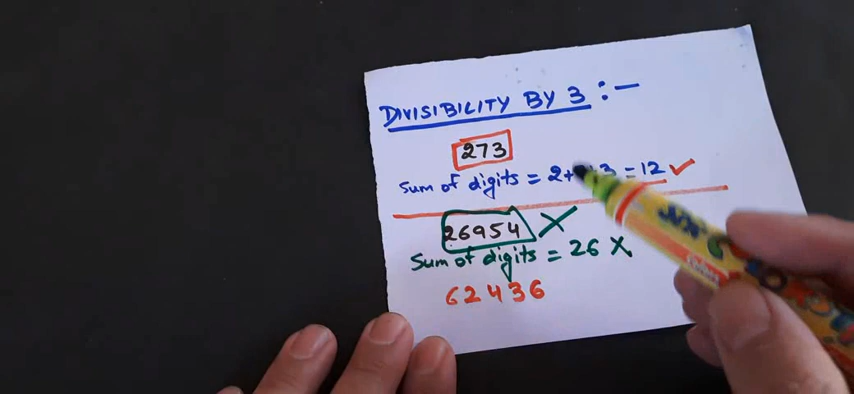 DIVISIBILITY BY 3 :-
273
Sum of digits = 2+ 3 = 12 ✓
26954 X
Sum of digits = 26 X
62436